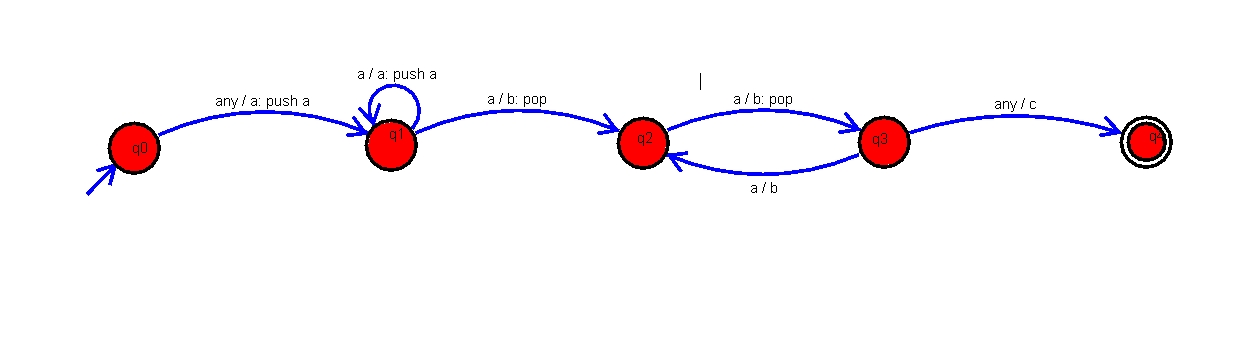 a / a: push a
any / a: push a
a / b: pop
a / b: pop
any / c
q0
q1
q2
q3
a / b